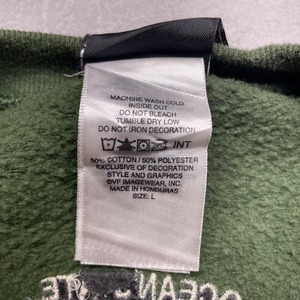 MACHINE WASH COLD
INSIDE OUT
DO NOT BLEACH
TUMBLE DRY LOW
DO NOT IRON DECORATION
INT
50% COTTON / 50% POLYESTER
EXCLUSIVE OF DECORATION
STYLE AND GRAPHICS
©VF IMAGEWEAR, INC.
MADE IN HONDURAS
SIZE: L
OCEAN